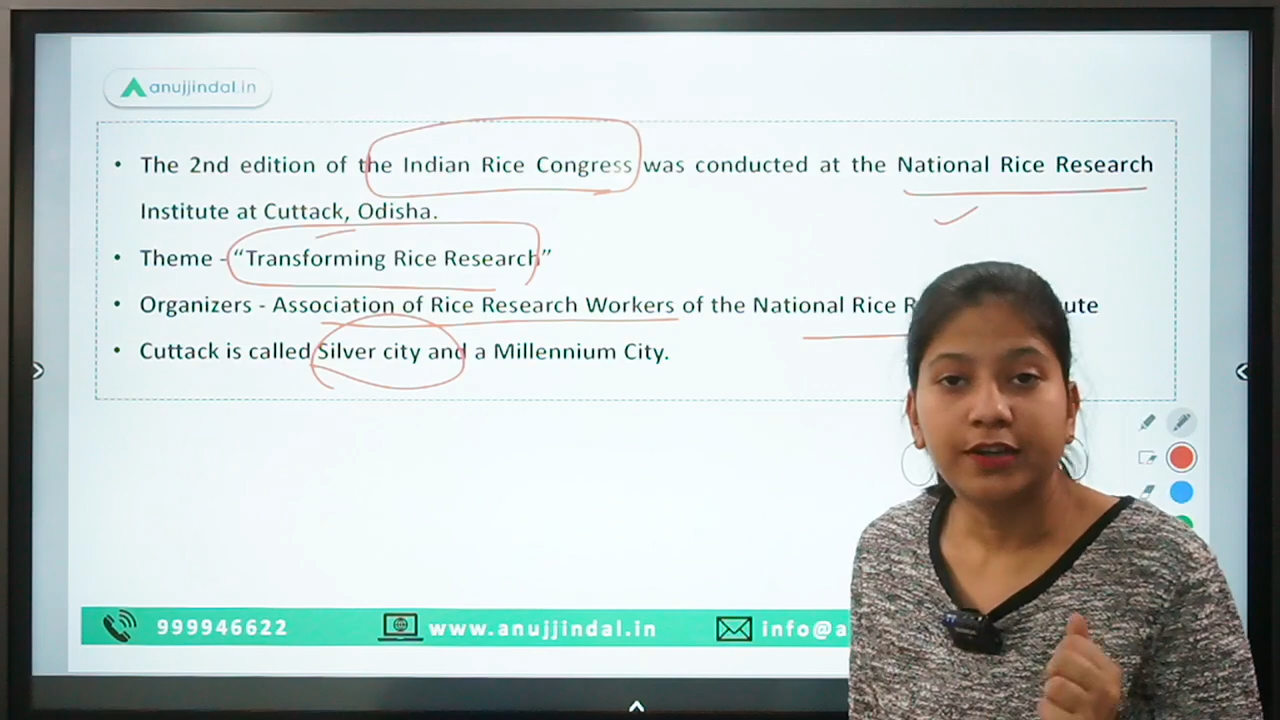 anujjindal.in
• The 2nd edition of the Indian Rice Congress was conducted at the National Rice Research
Institute at Cuttack, Odisha.
• Theme - “Transforming Rice Research”
• Organizers - Association of Rice Research Workers of the National Rice
• Cuttack is called Silver city and a Millennium City.
999946622
www.anujjindal.in
info@a